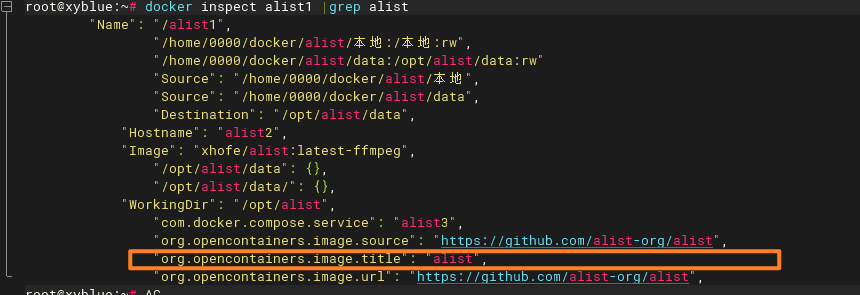 root@xyblue:~# docker inspect alist1 |grep alist
"Name": "/alist1",
"/home/0000/docker/alist/本地:/本地:rw",
"/home/0000/docker/alist/data:/opt/alist/data:rw"
"Source": "/home/0000/docker/alist/本地",
"Source": "/home/0000/docker/alist/data",
"Destination": "/opt/alist/data",
"Hostname": "alist2",
"Image": "xhofe/alist:latest-ffmpeg",
"/opt/alist/data": {},
"/opt/alist/data/": {},
"WorkingDir": "/opt/alist",
"com.docker.compose.service": "alist3",
"org.opencontainers.image.source": "https://github.com/alist-org/alist",
"org.opencontainers.image.title": "alist",
"org.opencontainers.image.url": "https://github.com/alist-org/alist",
root@xyblue:~# ^C